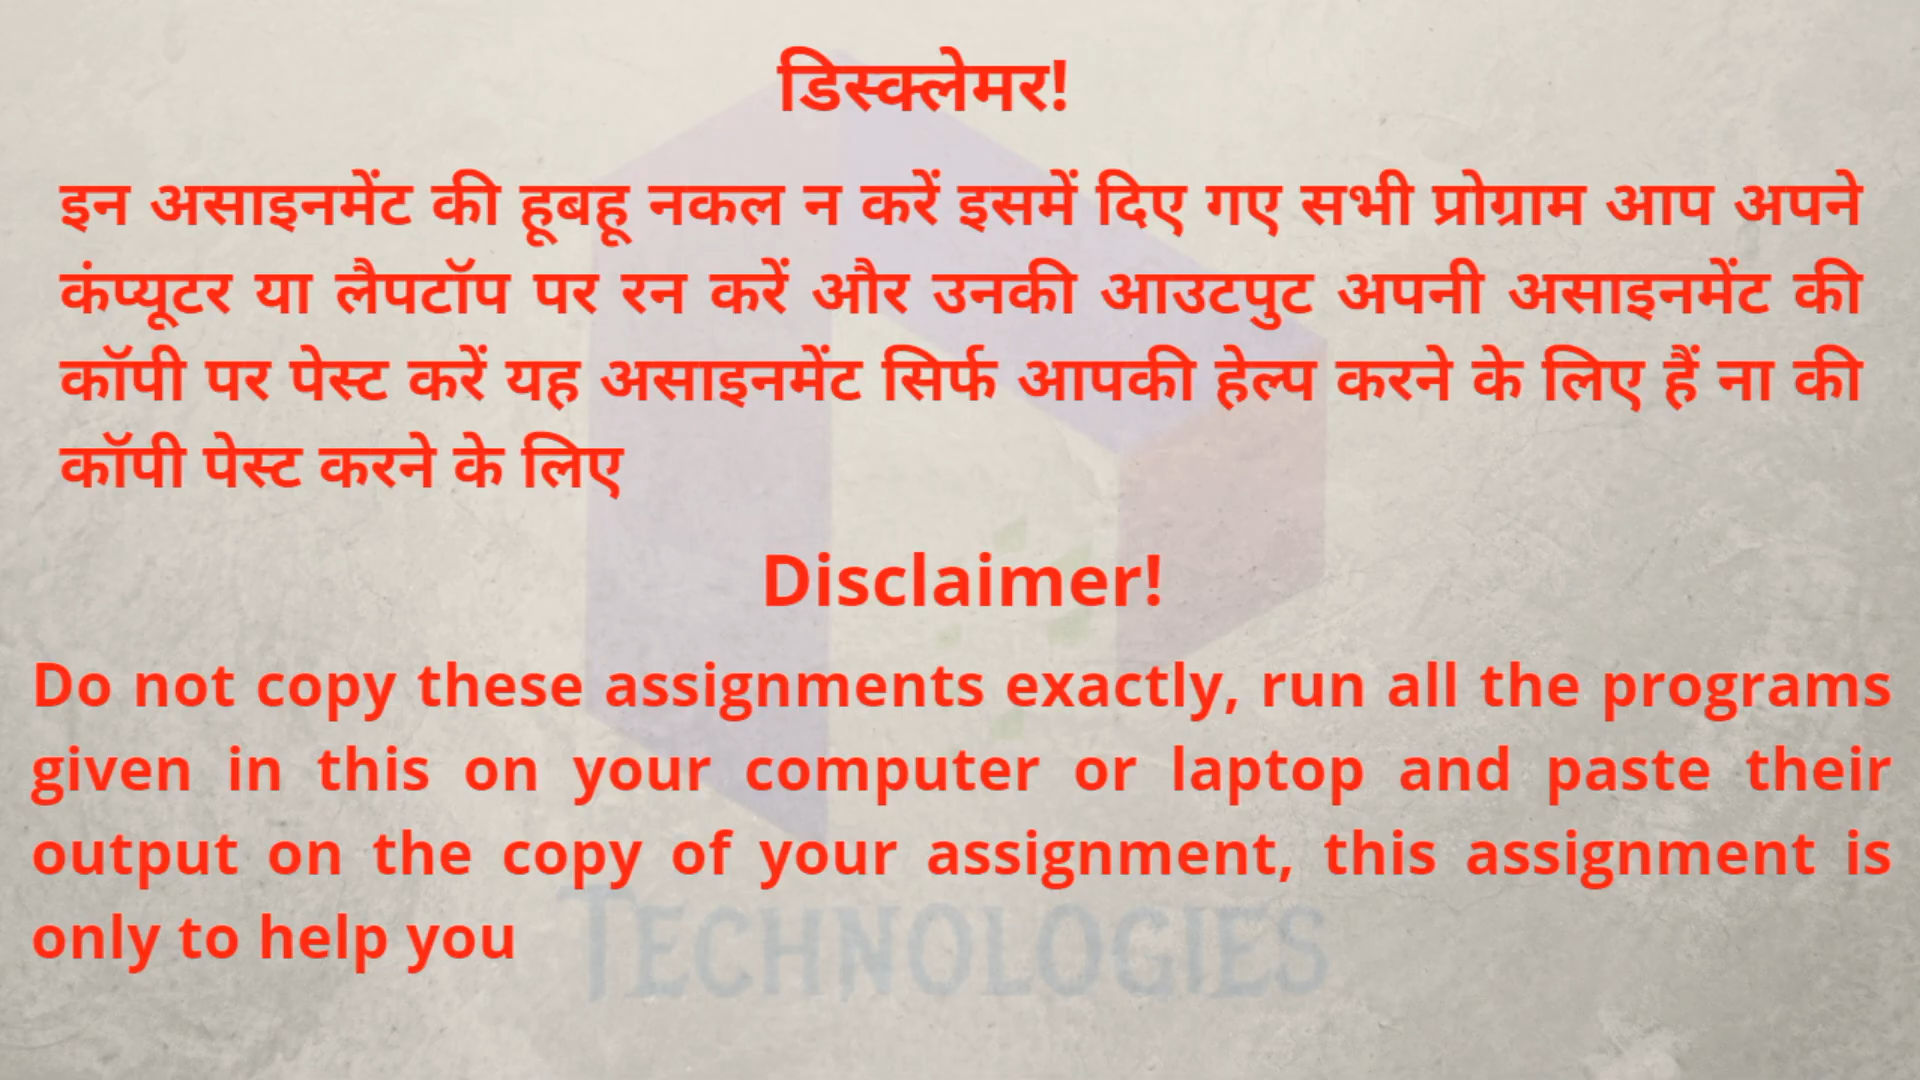 डिस्क्लेमर!
इन असाइनमेंट की हूबहू नकल न करें इसमें दिए गए सभी प्रोग्राम आप अपने
कंप्यूटर या लैपटॉप पर रन करें और उनकी आउटपुट अपनी असाइनमेंट की
कॉपी पर पेस्ट करें यह असाइनमेंट सिर्फ आपकी हेल्प करने के लिए हैं ना की
कॉपी पेस्ट करने के लिए
Disclaimer!
Do not copy these assignments exactly, run all the programs
given in this on your computer or laptop and paste their
output on the copy of your assignment, this assignment is
only to help you
TECHNOLOGIES